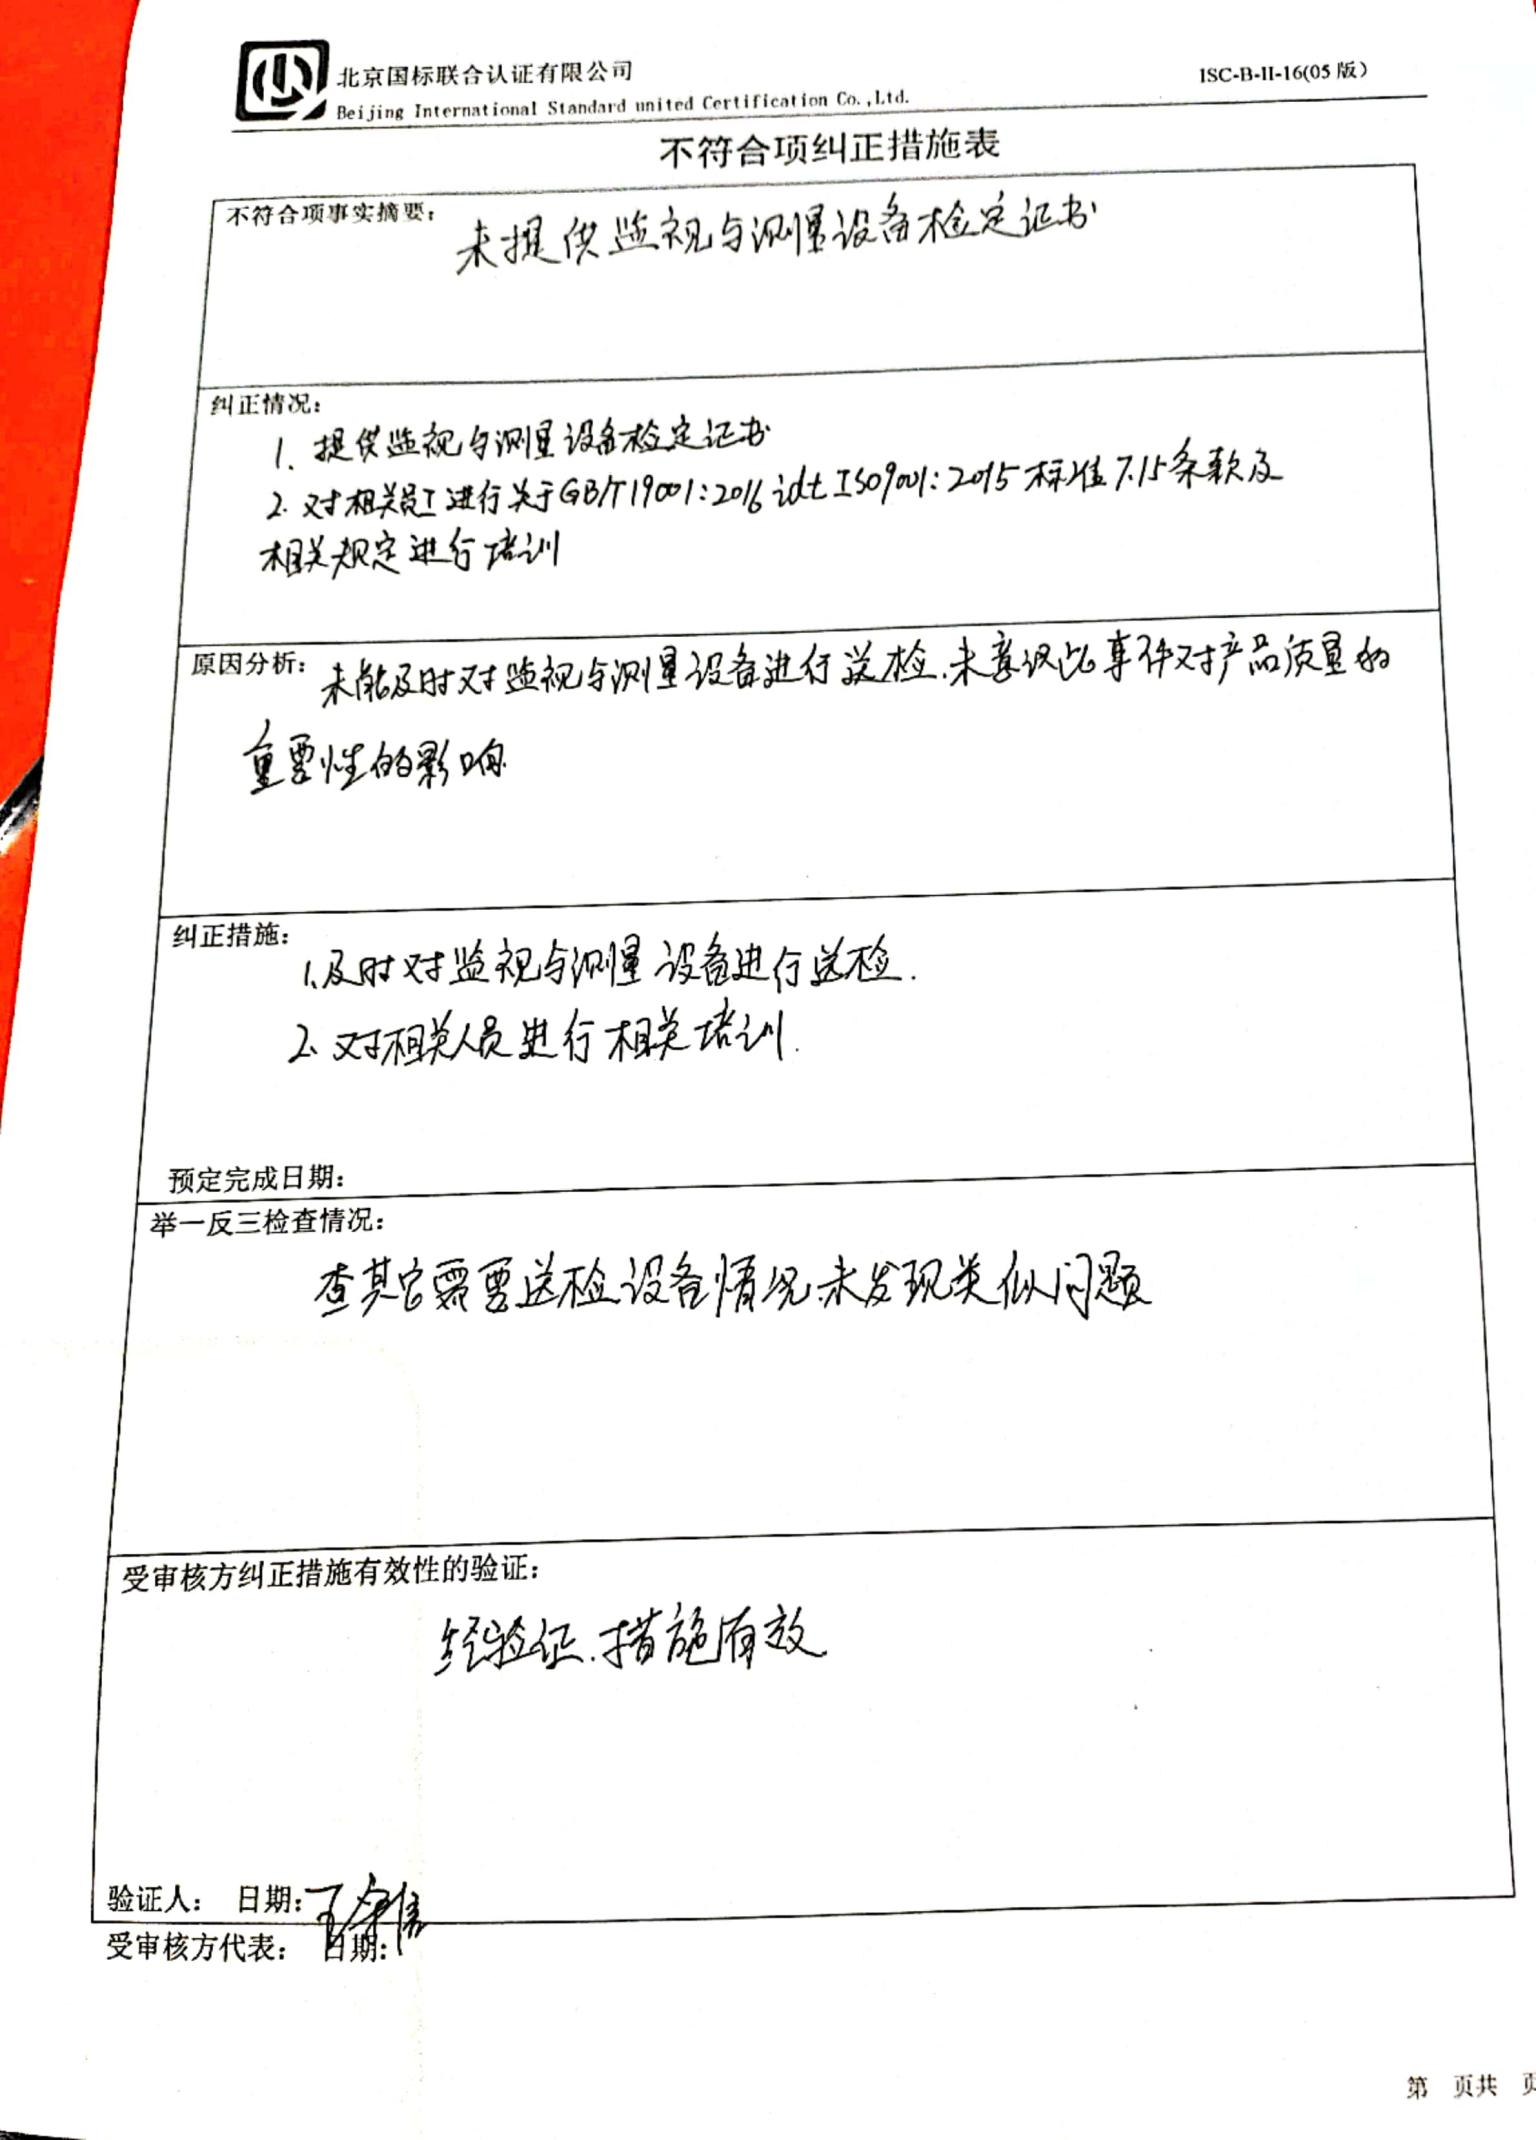 北京国标联合认证有限公司
Beijing International Standard united Certification Co.,Ltd.
ISC-B-II-16(05 版)
不符合项纠正措施表
不符合项事实摘要: 未提供监视与测量设备检定证书
纠正情况:
1. 提供监视与测量设备检定证书
2. 对相关员工进行关于GB/T19001:2016 idt ISO9001:2015标准7.15条款及
相关规定进行培训
原因分析: 未能及时对监视与测量设备进行送检.未意识此事件对产品质量的
重要性的影响
纠正措施:
1.及时对监视与测量设备进行送检.
2. 对相关人员进行相关培训.
预定完成日期:
举一反三检查情况:
查其它需要送检设备情况未发现类似问题
受审核方纠正措施有效性的验证:
经验证.措施有效
验证人: 日期:
受审核方代表: 日期:
第 页共 页